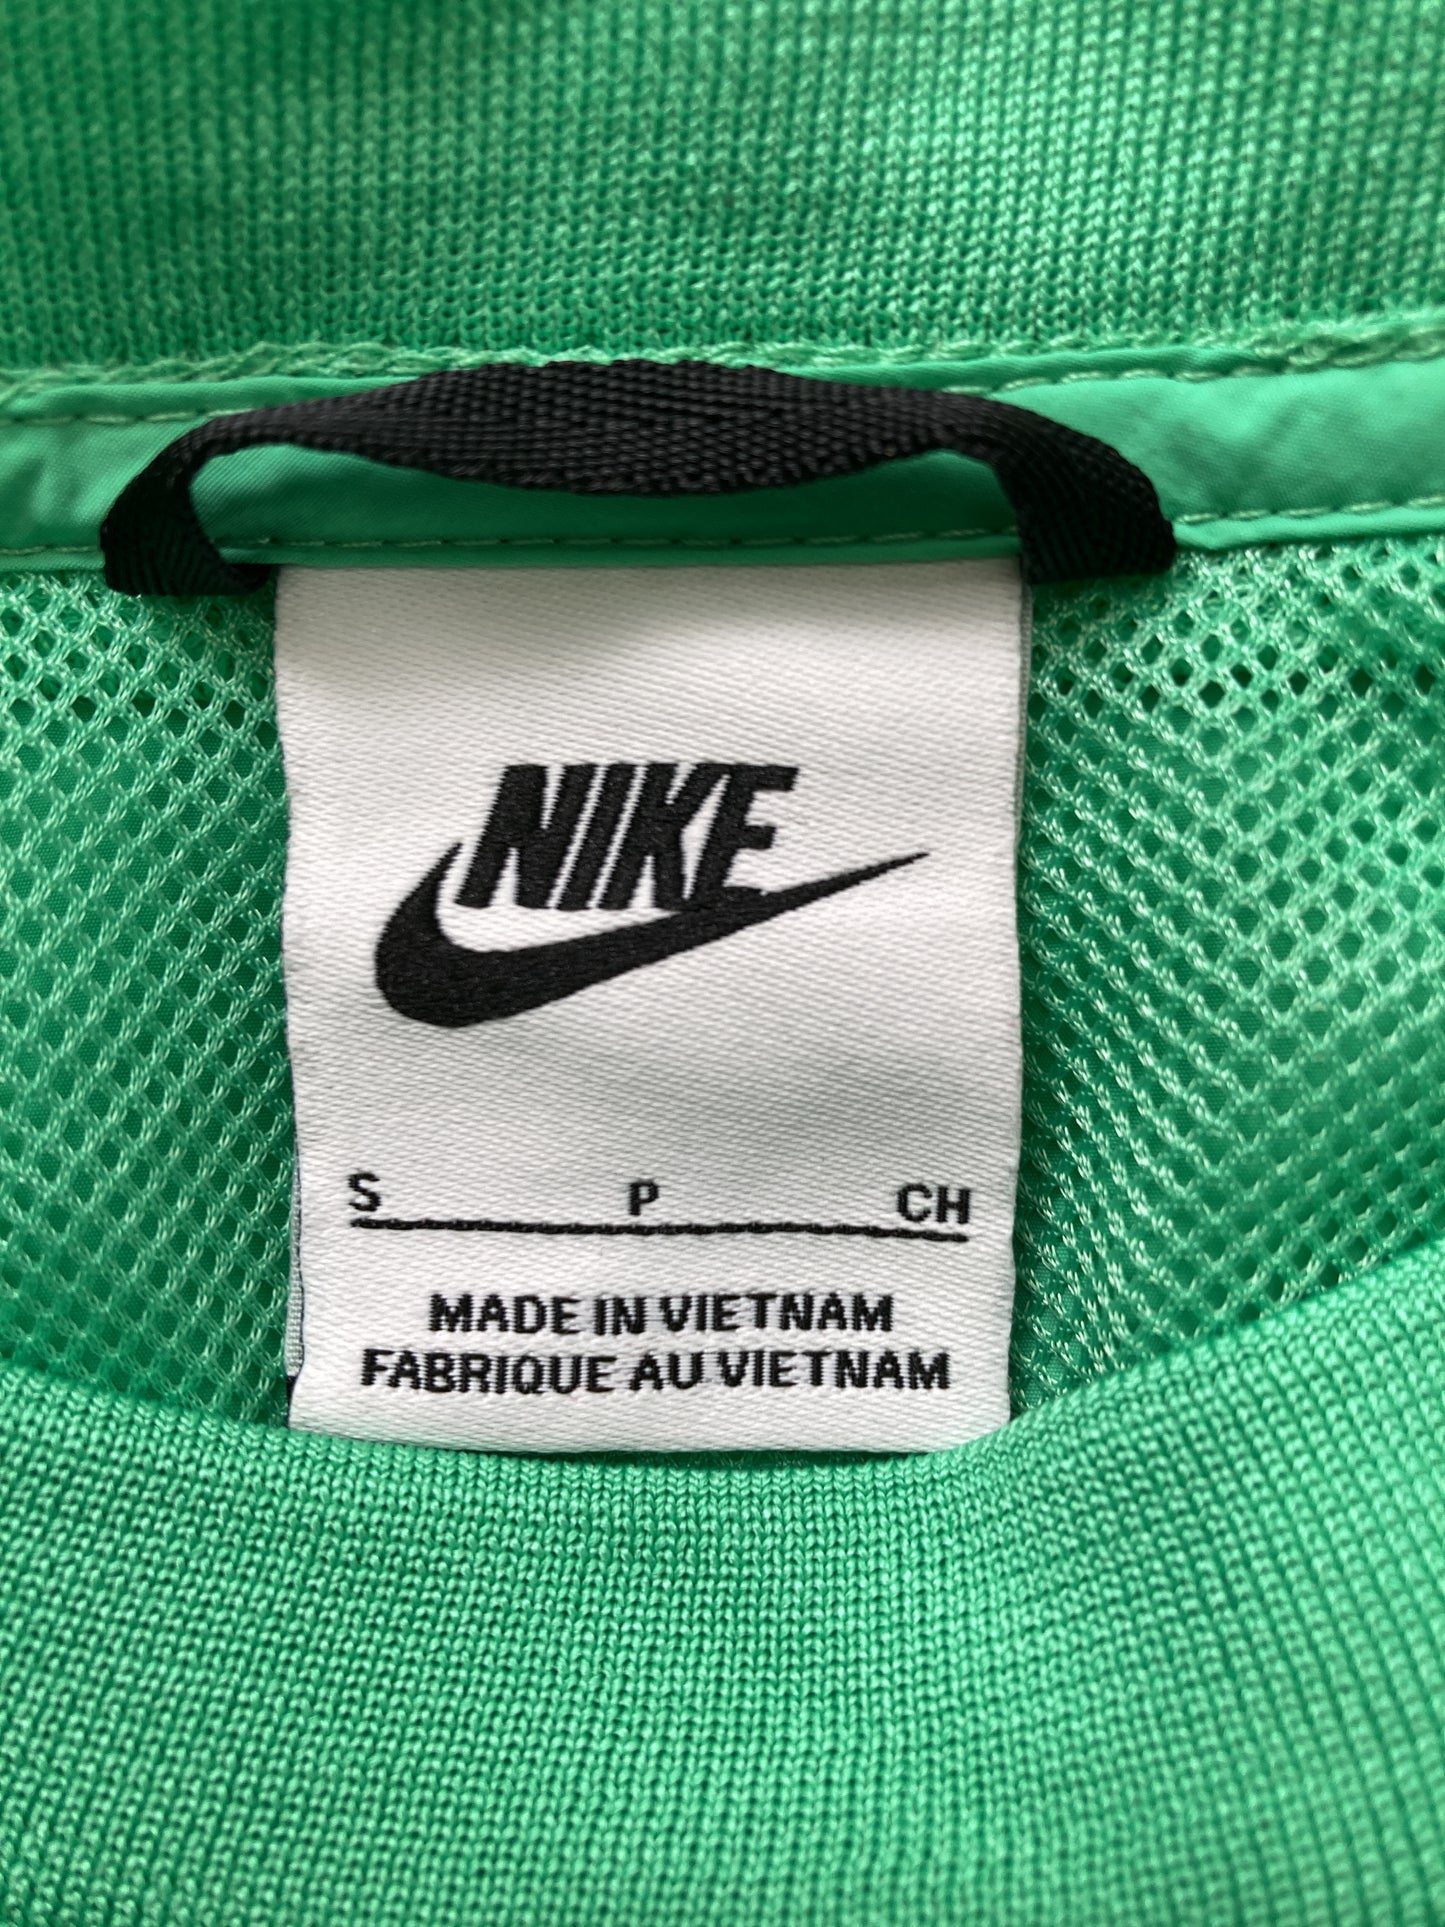 NIKE
S P CH
MADE IN VIETNAM
FABRIQUE AU VIETNAM